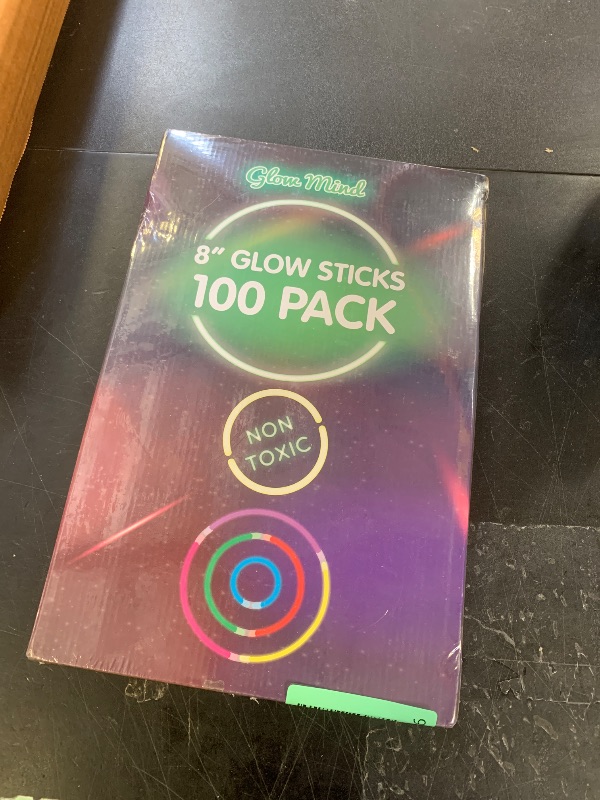 Glow Mind
8" GLOW STICKS
100 PACK
NON
TOXIC